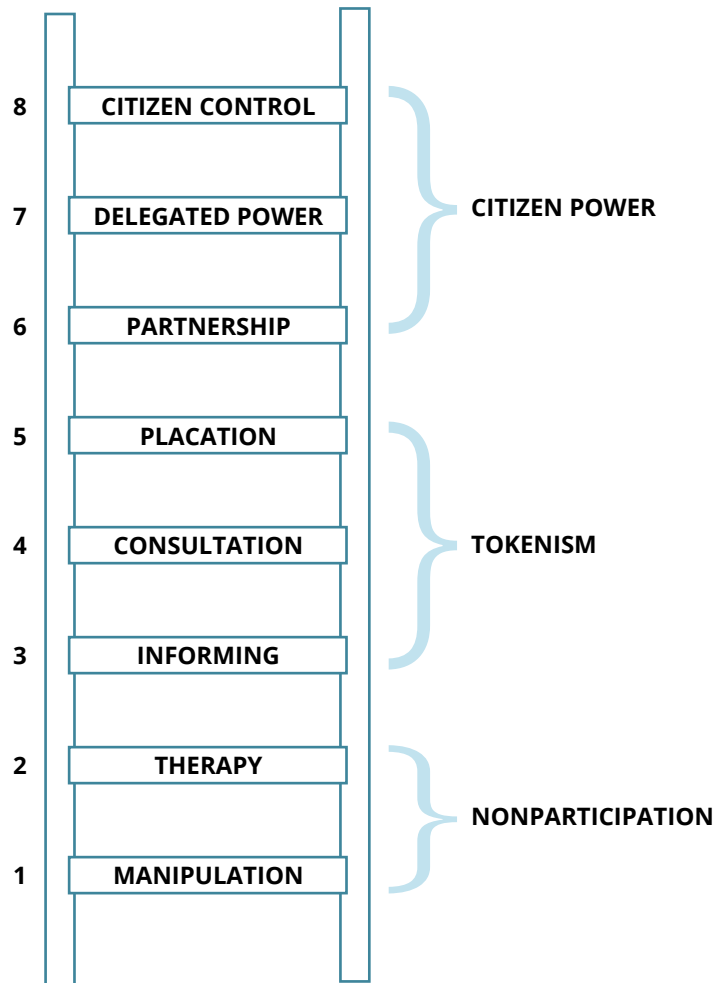 8 CITIZEN CONTROL
7 DELEGATED POWER
CITIZEN POWER
6 PARTNERSHIP
5 PLACATION
4 CONSULTATION
TOKENISM
3 INFORMING
2 THERAPY
NONPARTICIPATION
1 MANIPULATION